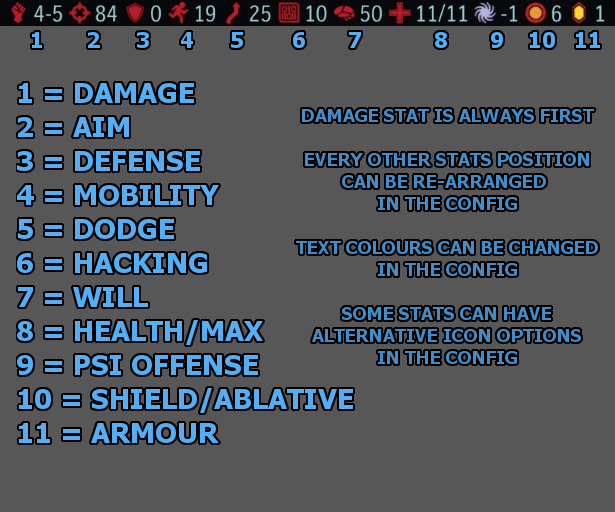 4-5 84 0 19 25 10 50 11/11 -1 6 1
1 2 3 4 5 6 7 8 9 10 11
1 = DAMAGE
2 = AIM
3 = DEFENSE
4 = MOBILITY
5 = DODGE
6 = HACKING
7 = WILL
8 = HEALTH/MAX
9 = PSI OFFENSE
10 = SHIELD/ABLATIVE
11 = ARMOUR
DAMAGE STAT IS ALWAYS FIRST
EVERY OTHER STATS POSITION
CAN BE RE-ARRANGED
IN THE CONFIG
TEXT COLOURS CAN BE CHANGED
IN THE CONFIG
SOME STATS CAN HAVE
ALTERNATIVE ICON OPTIONS
IN THE CONFIG